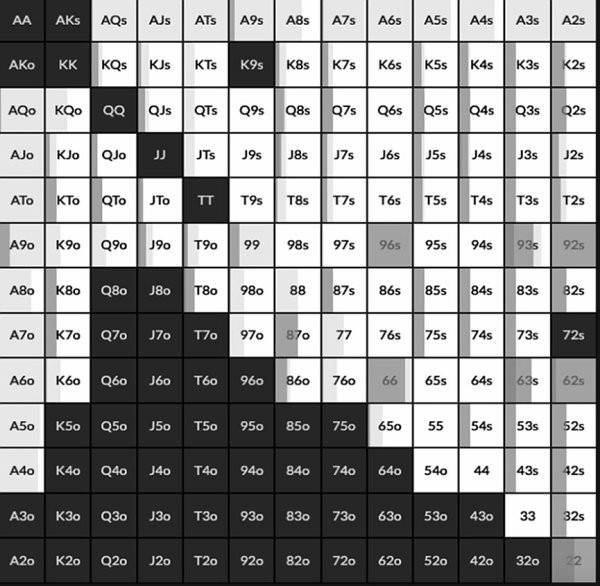 AA AKs AQs AJs ATs A9s A8s A7s A6s A5s A4s A3s A2s
AKo KK KQs KJs KTs K9s K8s K7s K6s K5s K4s K3s K2s
AQo KQo QQ QJs QTs Q9s Q8s Q7s Q6s Q5s Q4s Q3s Q2s
AJo KJo QJo JJ JTs J9s J8s J7s J6s J5s J4s J3s J2s
ATo KTo QTo JTo TT T9s T8s T7s T6s T5s T4s T3s T2s
A9o K9o Q9o J9o T9o 99 98s 97s 96s 95s 94s 93s 92s
A8o K8o Q8o J8o T8o 98o 88 87s 86s 85s 84s 83s 82s
A7o K7o Q7o J7o T7o 97o 87o 77 76s 75s 74s 73s 72s
A6o K6o Q6o J6o T6o 96o 86o 76o 66 65s 64s 63s 62s
A5o K5o Q5o J5o T5o 95o 85o 75o 65o 55 54s 53s 52s
A4o K4o Q4o J4o T4o 94o 84o 74o 64o 54o 44 43s 42s
A3o K3o Q3o J3o T3o 93o 83o 73o 63o 53o 43o 33 32s
A2o K2o Q2o J2o T2o 92o 82o 72o 62o 52o 42o 32o 22